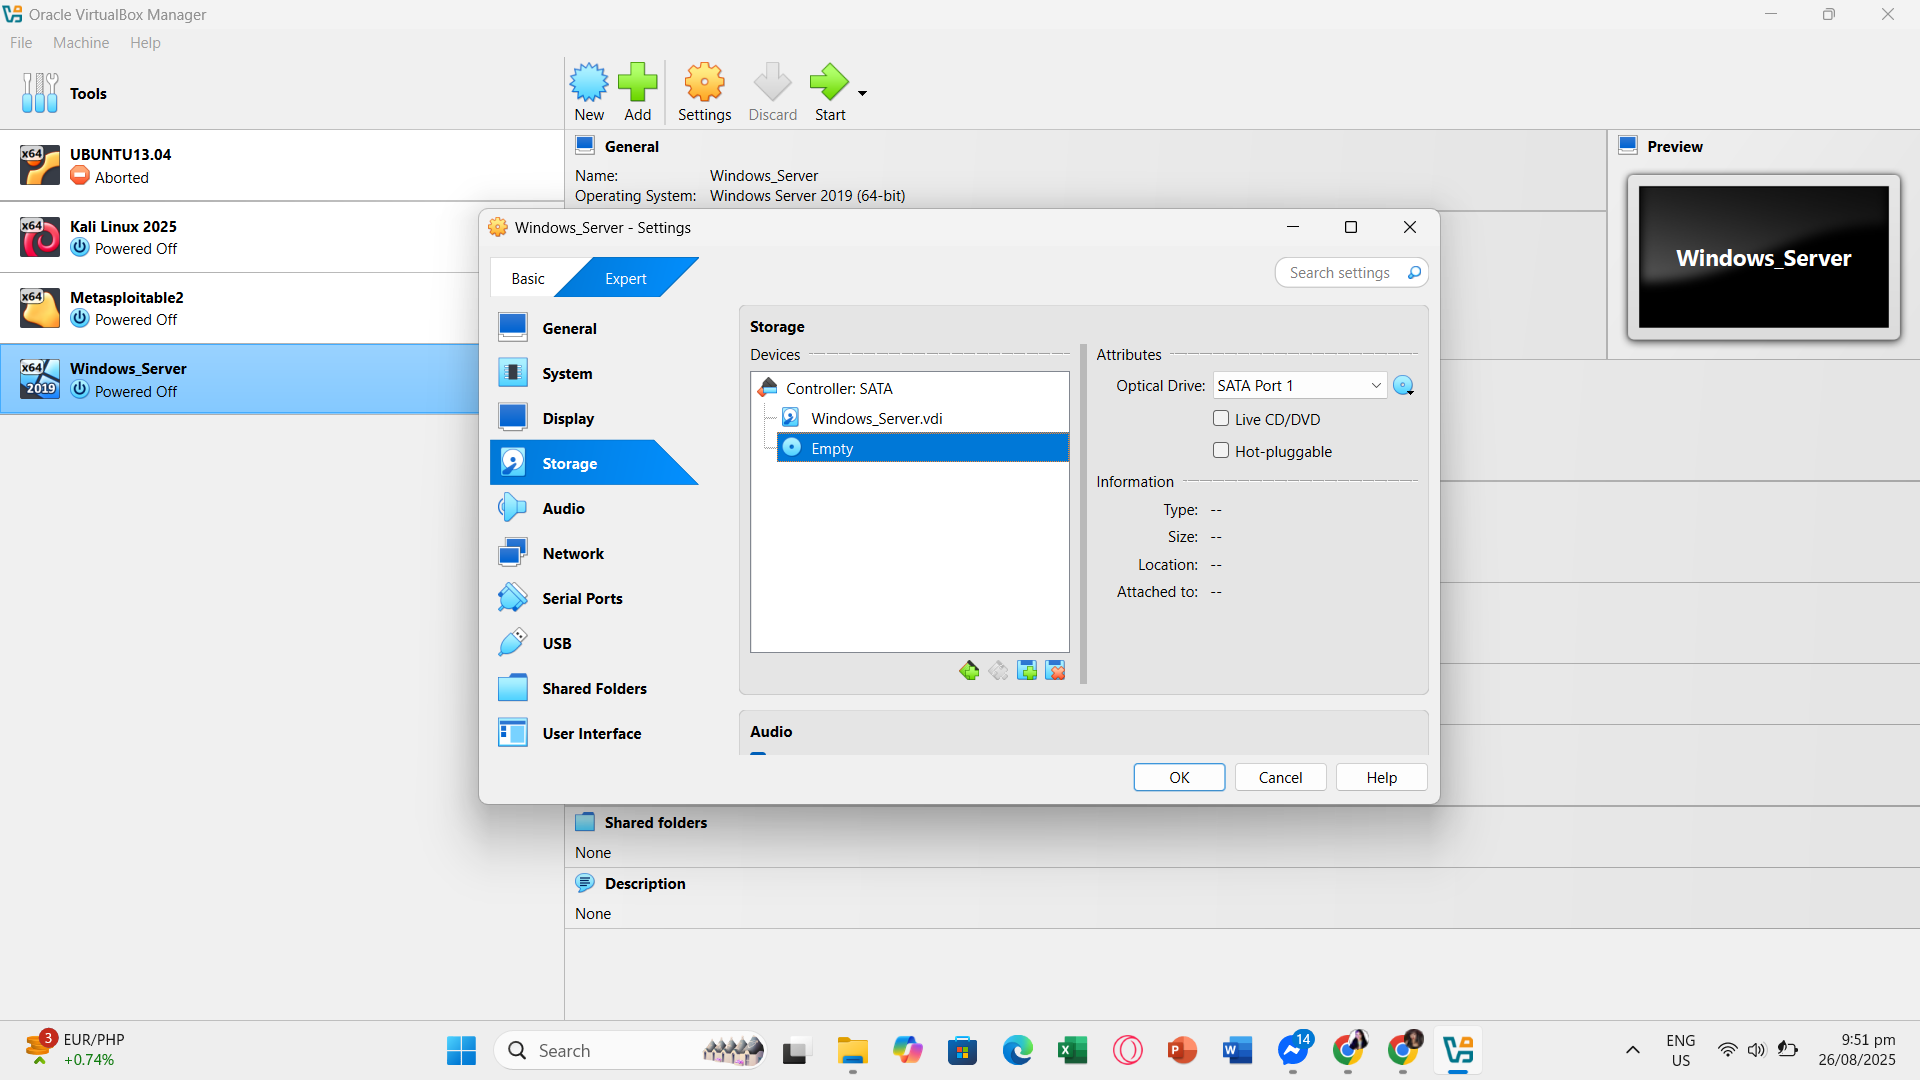 Oracle VirtualBox Manager
File Machine Help
Tools
New Add Settings Discard Start
x64 UBUNTU13.04
Aborted
x64 Kali Linux 2025
Powered Off
x64 Metasploitable2
Powered Off
x64 2019 Windows_Server
Powered Off
General
Name: Windows_Server
Operating System: Windows Server 2019 (64-bit)
Preview
Windows_Server
Windows_Server - Settings
Basic Expert
Search settings
General
System
Display
Storage
Audio
Network
Serial Ports
USB
Shared Folders
User Interface
Storage
Devices
Controller: SATA
Windows_Server.vdi
Empty
Attributes
Optical Drive: SATA Port 1
Live CD/DVD
Hot-pluggable
Information
Type: --
Size: --
Location: --
Attached to: --
Audio
OK Cancel Help
Shared folders
None
Description
None
3 EUR/PHP
+0.74%
Search
14
ENG
US
9:51 pm
26/08/2025